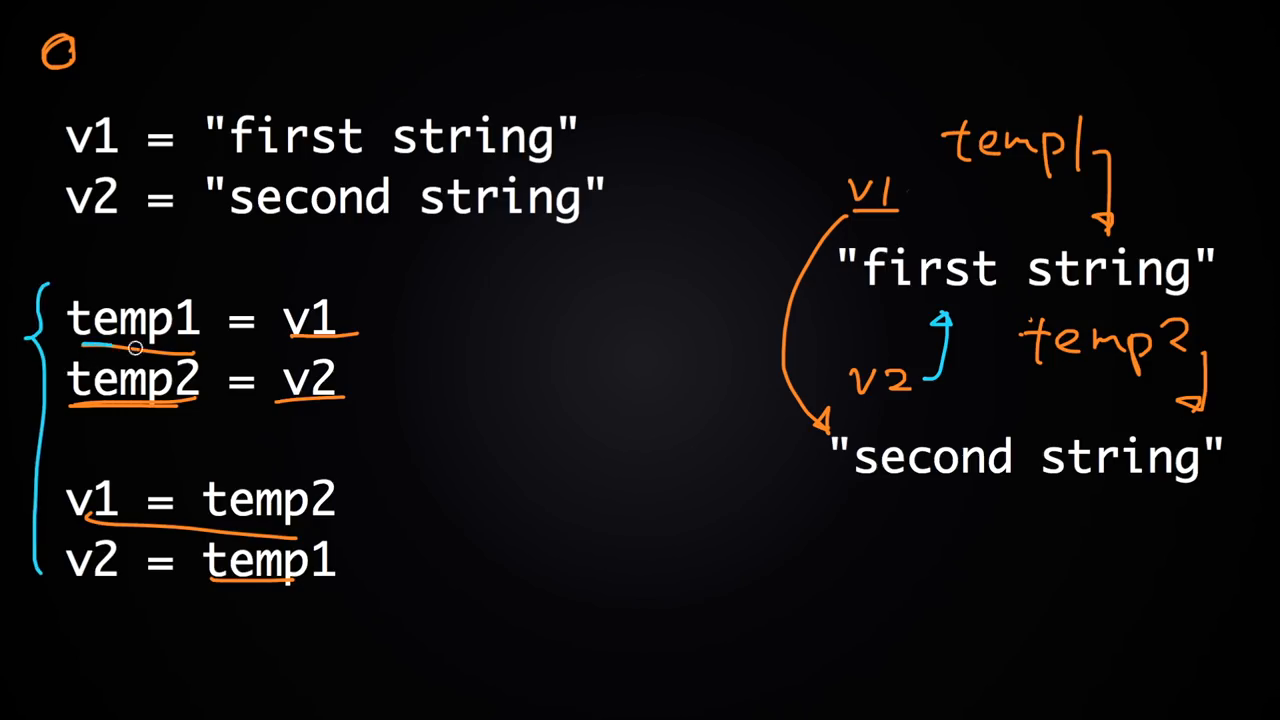 v1 = "first string"
v2 = "second string"
temp1 = v1
temp2 = v2
v1 = temp2
v2 = temp1
temp1
v1
"first string"
temp2
v2
"second string"